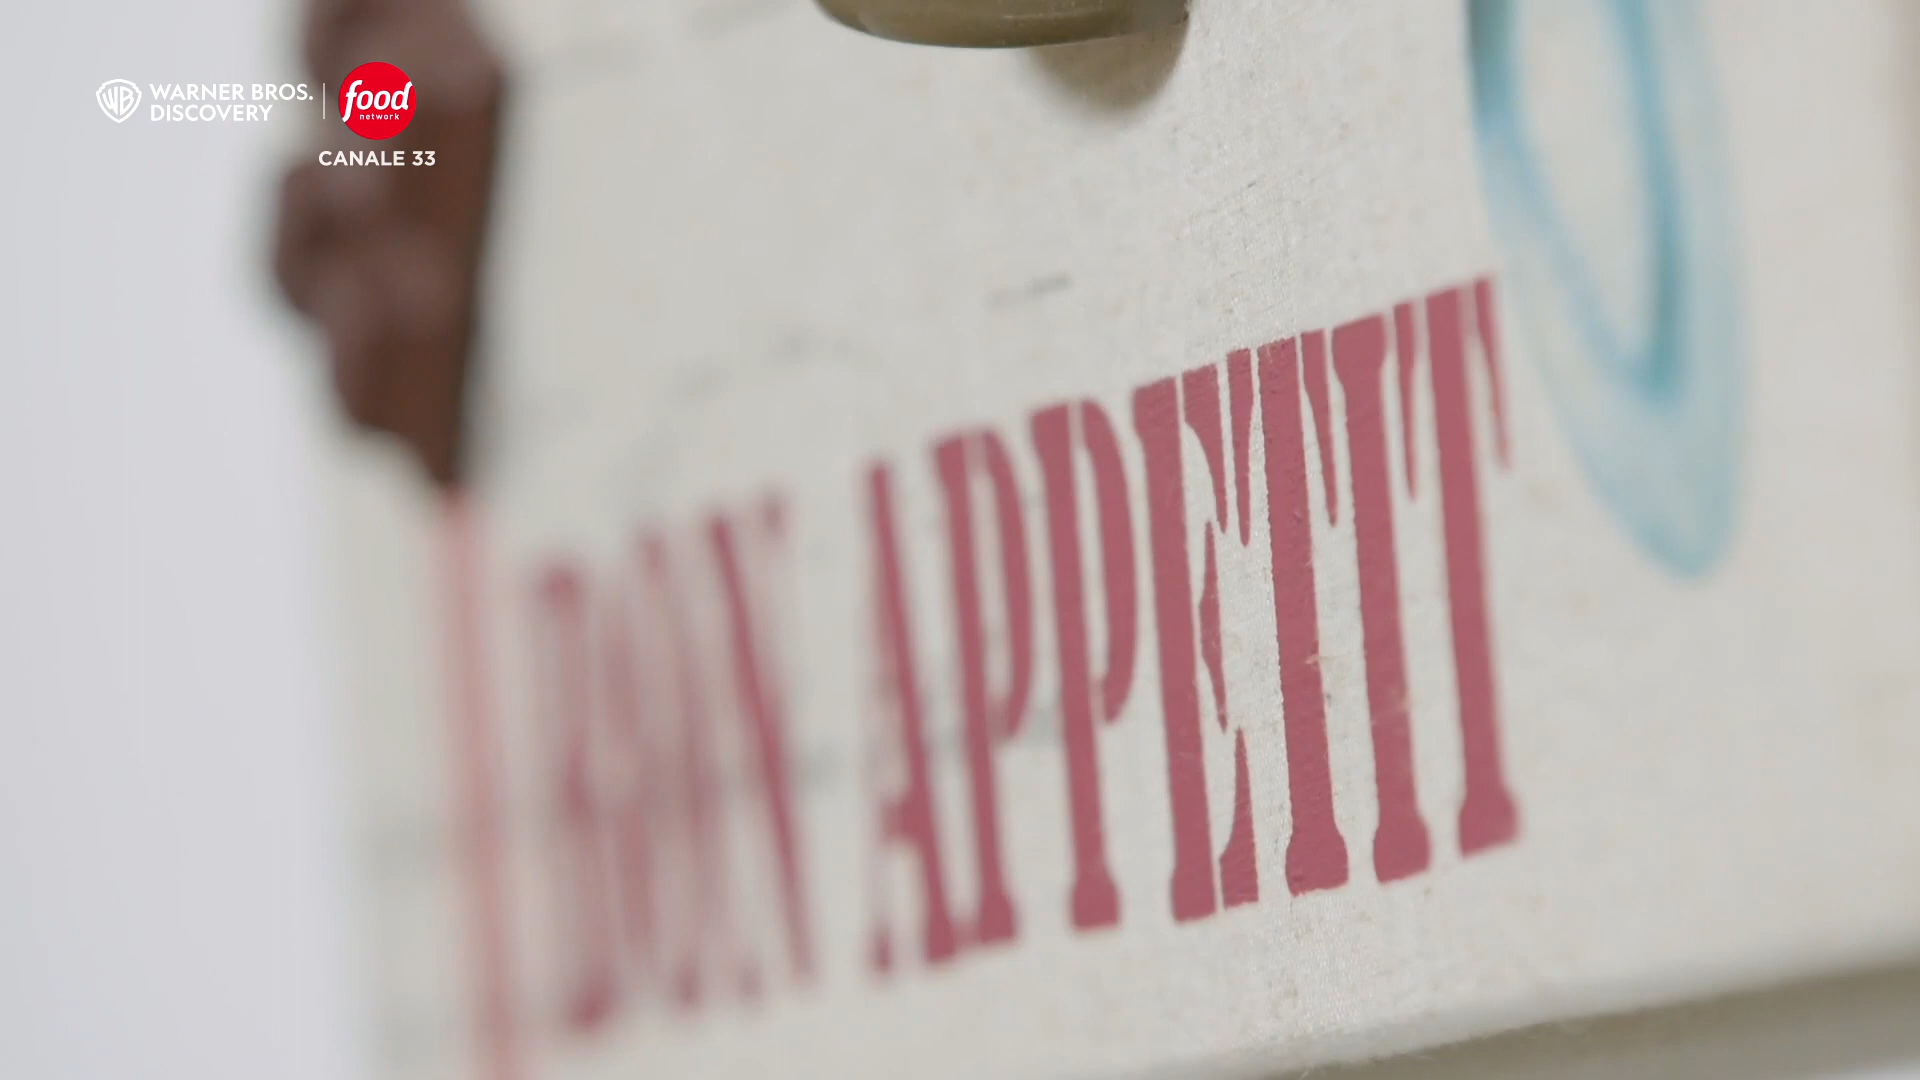 WARNER BROS.
DISCOVERY
food
network
CANALE 33
BON APPETIT